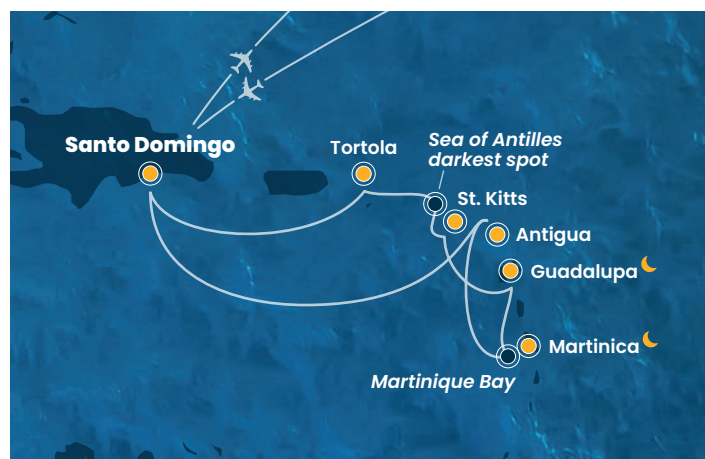 Santo Domingo
Tortola
Sea of Antilles
darkest spot
St. Kitts
Antigua
Guadalupa
Martinica
Martinique Bay